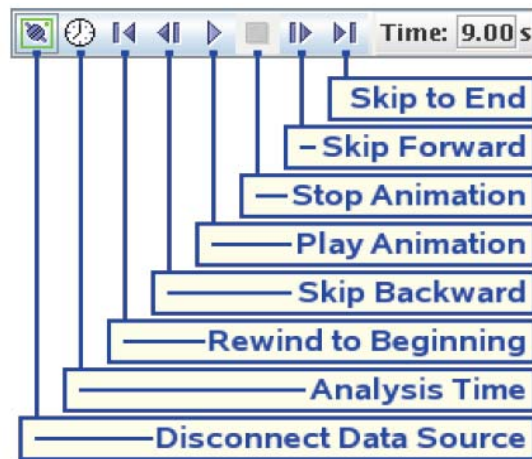 Time: 9.00 s
Skip to End
Skip Forward
Stop Animation
Play Animation
Skip Backward
Rewind to Beginning
Analysis Time
Disconnect Data Source